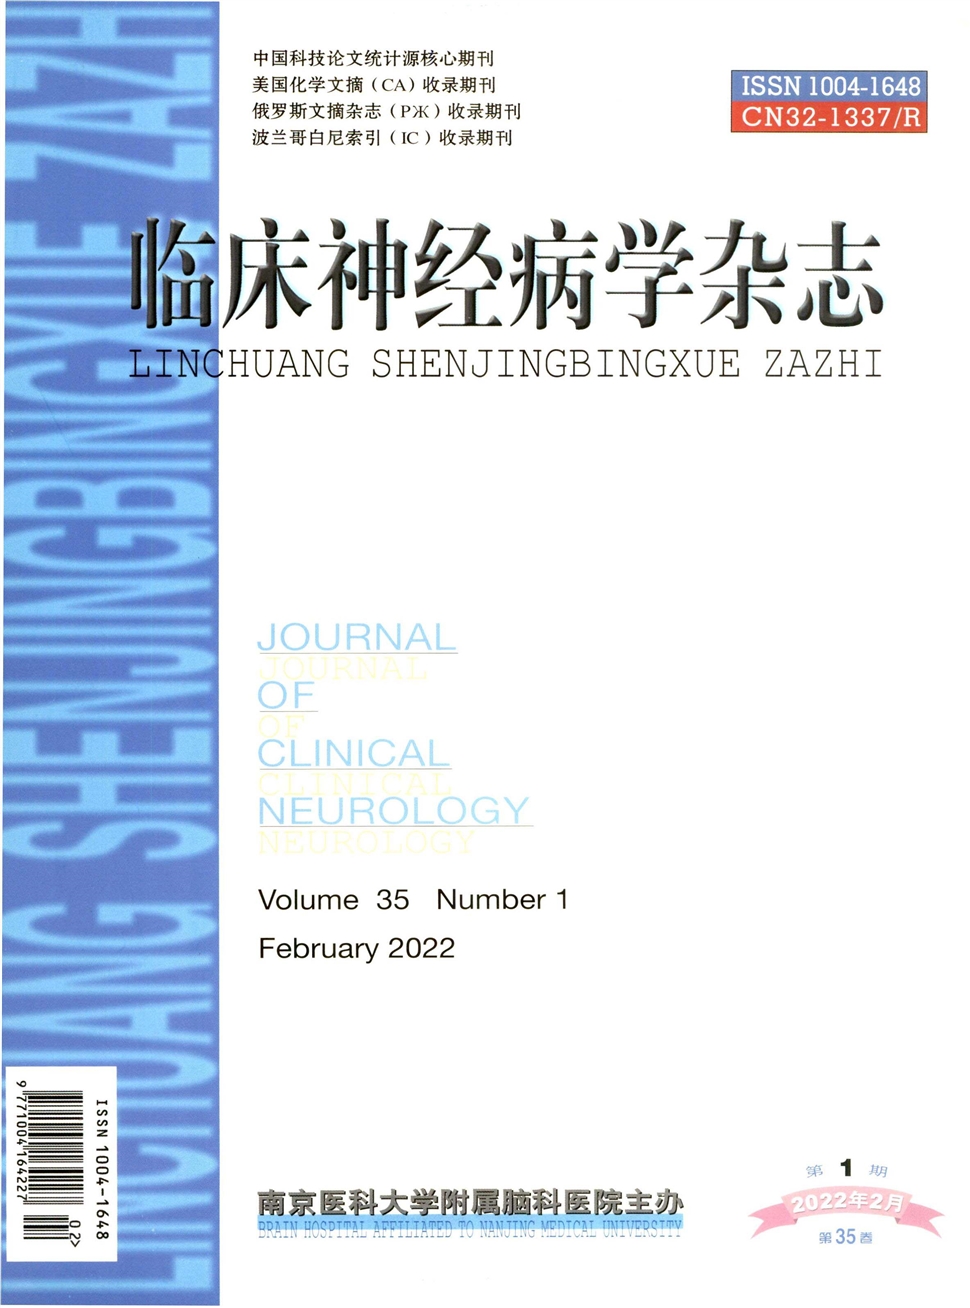 中国科技论文统计源核心期刊
美国化学文摘（CA）收录期刊
俄罗斯文摘杂志（РЖ）收录期刊
波兰哥白尼索引（IC）收录期刊
ISSN 1004-1648
CN32-1337/R
临床神经病学杂志
LINCHUANG SHENJINGBINGXUE ZAZHI
LINCHUANG SHENJINGBINGXUE ZAZHI
JOURNAL
JOURNAL
OF
OF
CLINICAL
CLINICAL
NEUROLOGY
NEUROLOGY
Volume 35 Number 1
February 2022
ISSN 1004-1648
9 771004 164227
02>
南京医科大学附属脑科医院主办
BRAIN HOSPITAL AFFILIATED TO NANJING MEDICAL UNIVERSITY
第 1 期
2022年2月
第35卷